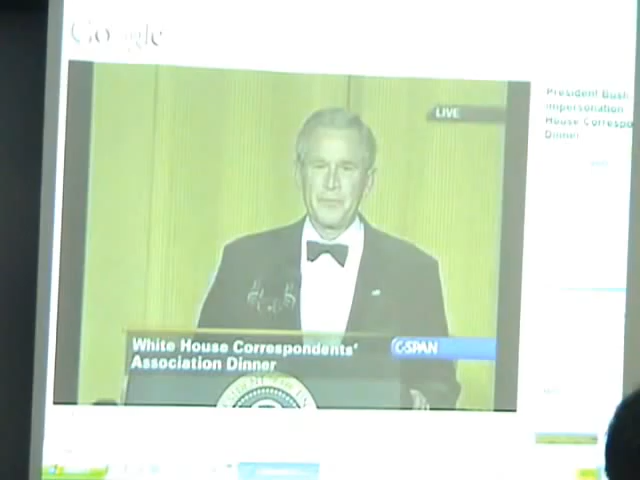 Google
LIVE
President Bush
impersonation
House Correspo
Dinner
White House Correspondents'
Association Dinner
C-SPAN